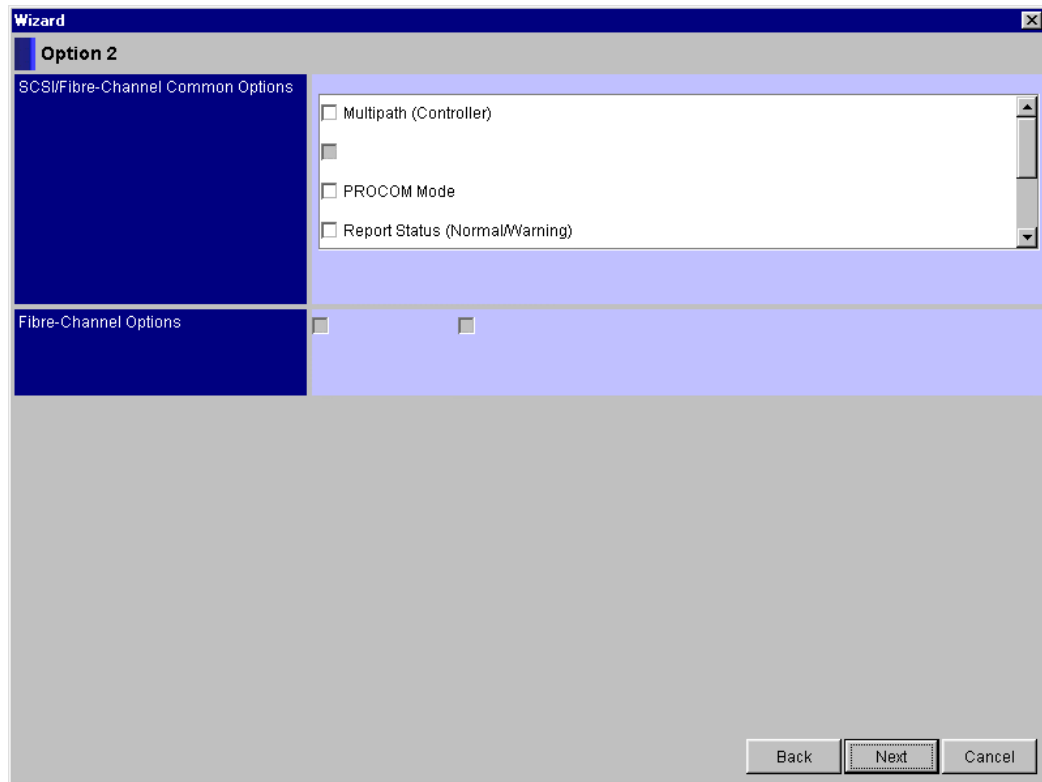 Wizard
Option 2
SCSI/Fibre-Channel Common Options
Multipath (Controller)
PROCOM Mode
Report Status (Normal/Warning)
Fibre-Channel Options
Back
Next
Cancel